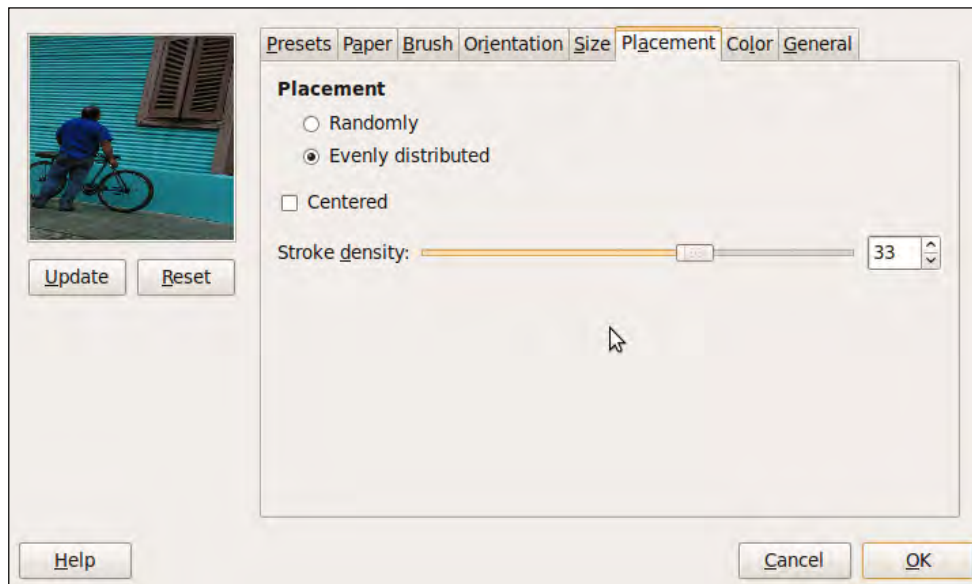 Presets Paper Brush Orientation Size Placement Color General
Placement
Randomly
Evenly distributed
Centered
Stroke density: 33
Update Reset
Help Cancel OK